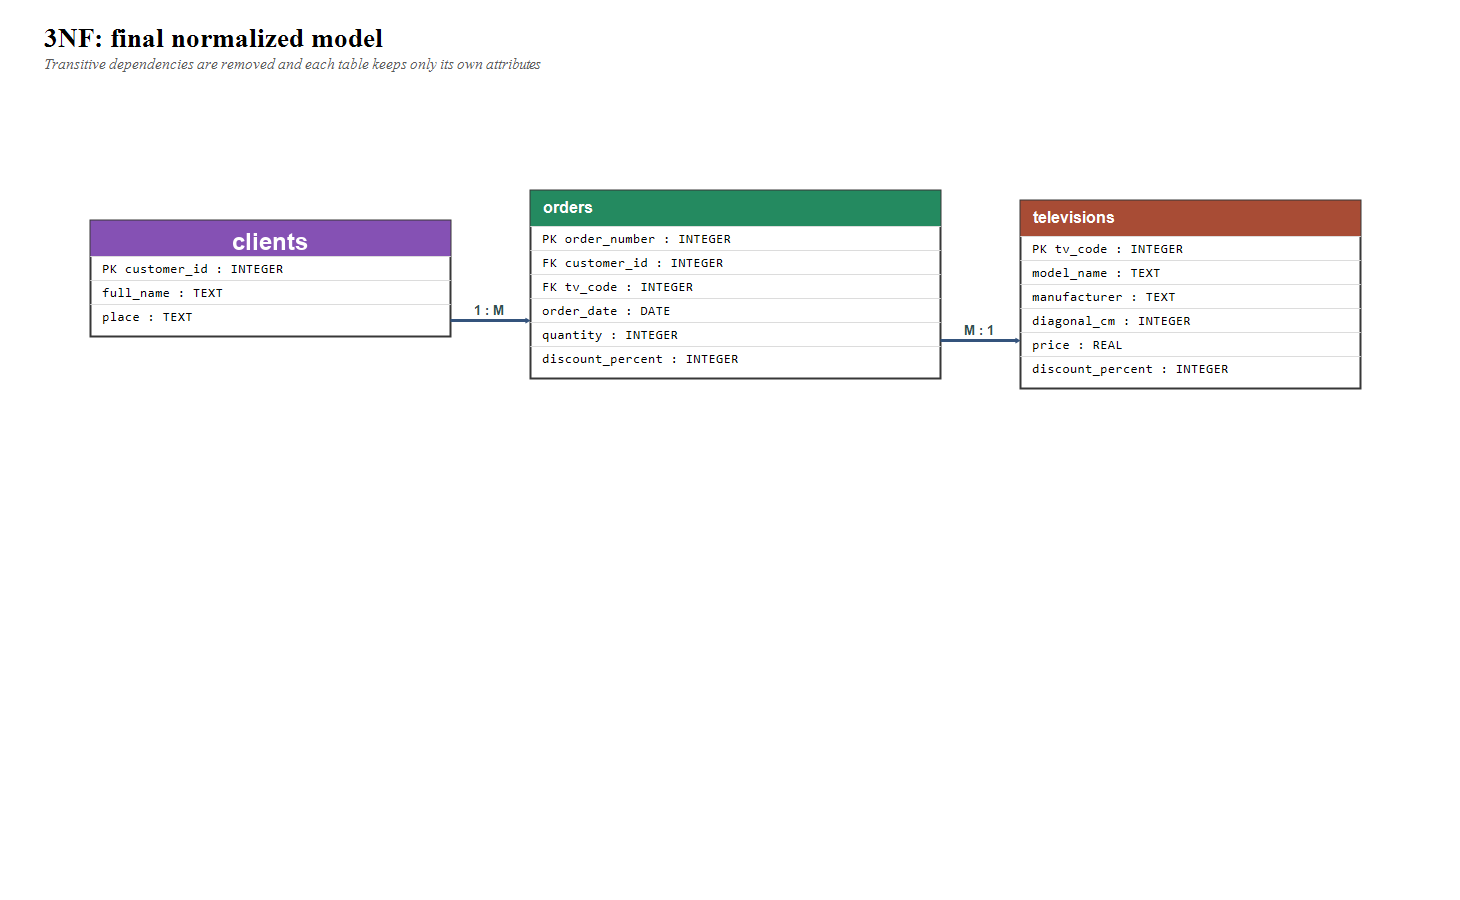 3NF: final normalized model
Transitive dependencies are removed and each table keeps only its own attributes
clients
PK customer_id : INTEGER
full_name : TEXT
place : TEXT
1 : M
orders
PK order_number : INTEGER
FK customer_id : INTEGER
FK tv_code : INTEGER
order_date : DATE
quantity : INTEGER
discount_percent : INTEGER
M : 1
televisions
PK tv_code : INTEGER
model_name : TEXT
manufacturer : TEXT
diagonal_cm : INTEGER
price : REAL
discount_percent : INTEGER